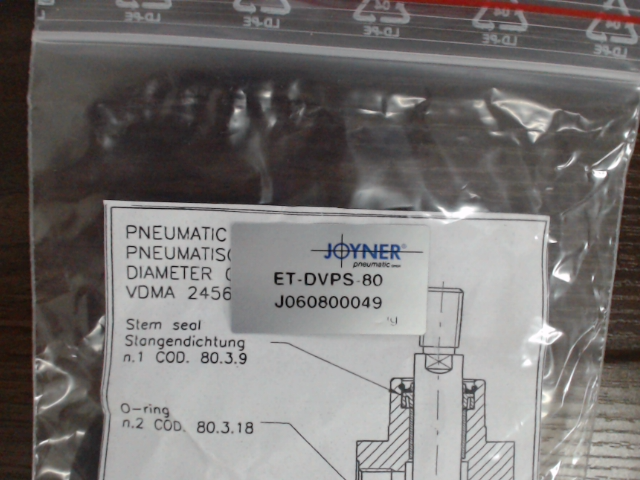 PNEUMATIC
JOYNER®
PNEUMATISC
pneumatic
DIAMETER
ET-DVPS-80
VDMA 2456
J060800049
Stem seal
Stangendichtung
n.1 COD. 80.3.9
O-ring
n.2 COD. 80.3.18